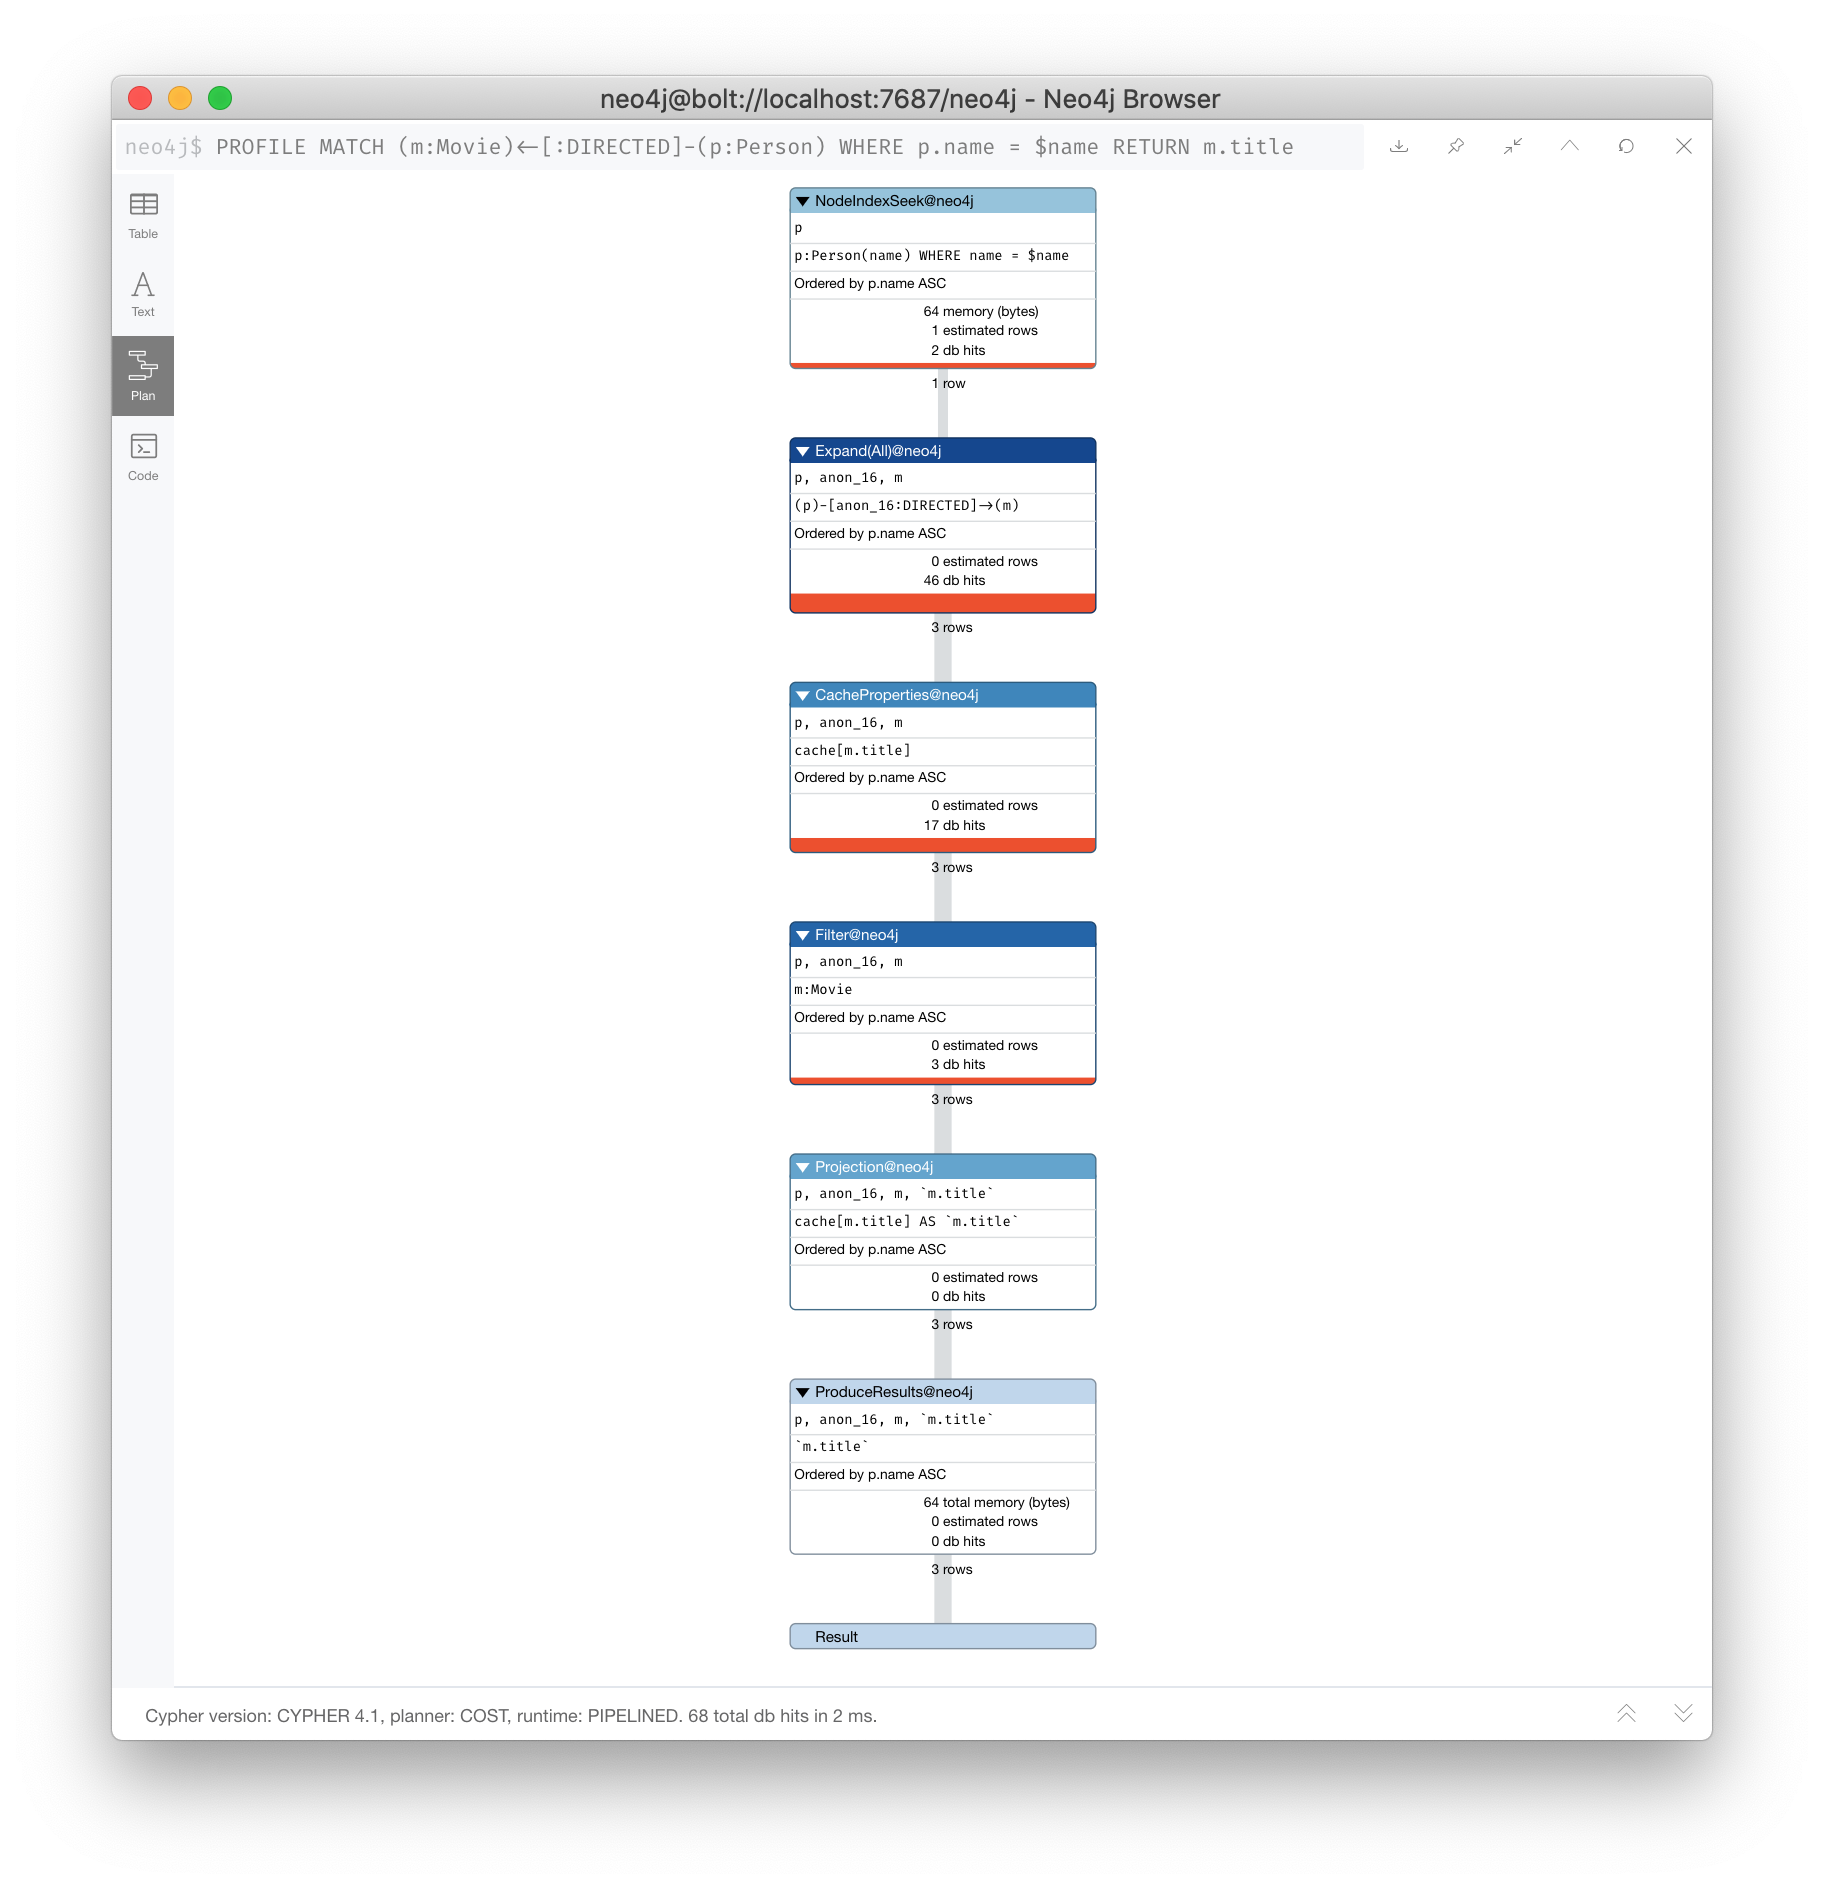 neo4j@bolt://localhost:7687/neo4j - Neo4j Browser
neo4j$ PROFILE MATCH (m:Movie)←[:DIRECTED]-(p:Person) WHERE p.name = $name RETURN m.title
Table
Text
Plan
Code
NodeIndexSeek@neo4j
p
p:Person(name) WHERE name = $name
Ordered by p.name ASC
64 memory (bytes)
1 estimated rows
2 db hits
1 row
Expand(All)@neo4j
p, anon_16, m
(p)-[anon_16:DIRECTED]→(m)
Ordered by p.name ASC
0 estimated rows
46 db hits
3 rows
CacheProperties@neo4j
p, anon_16, m
cache[m.title]
Ordered by p.name ASC
0 estimated rows
17 db hits
3 rows
Filter@neo4j
p, anon_16, m
m:Movie
Ordered by p.name ASC
0 estimated rows
3 db hits
3 rows
Projection@neo4j
p, anon_16, m, `m.title`
cache[m.title] AS `m.title`
Ordered by p.name ASC
0 estimated rows
0 db hits
3 rows
ProduceResults@neo4j
p, anon_16, m, `m.title`
`m.title`
Ordered by p.name ASC
64 total memory (bytes)
0 estimated rows
0 db hits
3 rows
Result
Cypher version: CYPHER 4.1, planner: COST, runtime: PIPELINED. 68 total db hits in 2 ms.